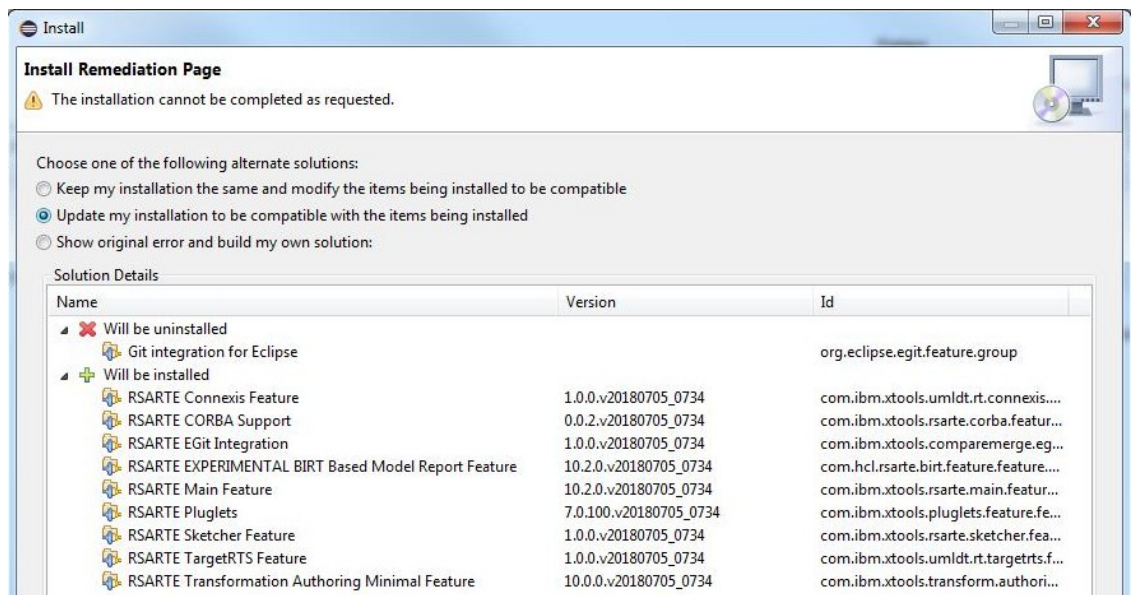 Install
Install Remediation Page
The installation cannot be completed as requested.
Choose one of the following alternate solutions:
Keep my installation the same and modify the items being installed to be compatible
Update my installation to be compatible with the items being installed
Show original error and build my own solution:
Solution Details
Name Version Id
Will be uninstalled
Git integration for Eclipse org.eclipse.egit.feature.group
Will be installed
RSARTE Connexis Feature 1.0.0.v20180705_0734 com.ibm.xtools.umldt.rt.connexis....
RSARTE CORBA Support 0.0.2.v20180705_0734 com.ibm.xtools.rsarte.corba.featur...
RSARTE EGit Integration 1.0.0.v20180705_0734 com.ibm.xtools.comparemerge.eg...
RSARTE EXPERIMENTAL BIRT Based Model Report Feature 10.2.0.v20180705_0734 com.hcl.rsarte.birt.feature.feature....
RSARTE Main Feature 10.2.0.v20180705_0734 com.ibm.xtools.rsarte.main.featur...
RSARTE Pluglets 7.0.100.v20180705_0734 com.ibm.xtools.pluglets.feature.fe...
RSARTE Sketcher Feature 1.0.0.v20180705_0734 com.ibm.xtools.rsarte.sketcher.fea...
RSARTE TargetRTS Feature 1.0.0.v20180705_0734 com.ibm.xtools.umldt.rt.targetrts.f...
RSARTE Transformation Authoring Minimal Feature 10.0.0.v20180705_0734 com.ibm.xtools.transform.authori...